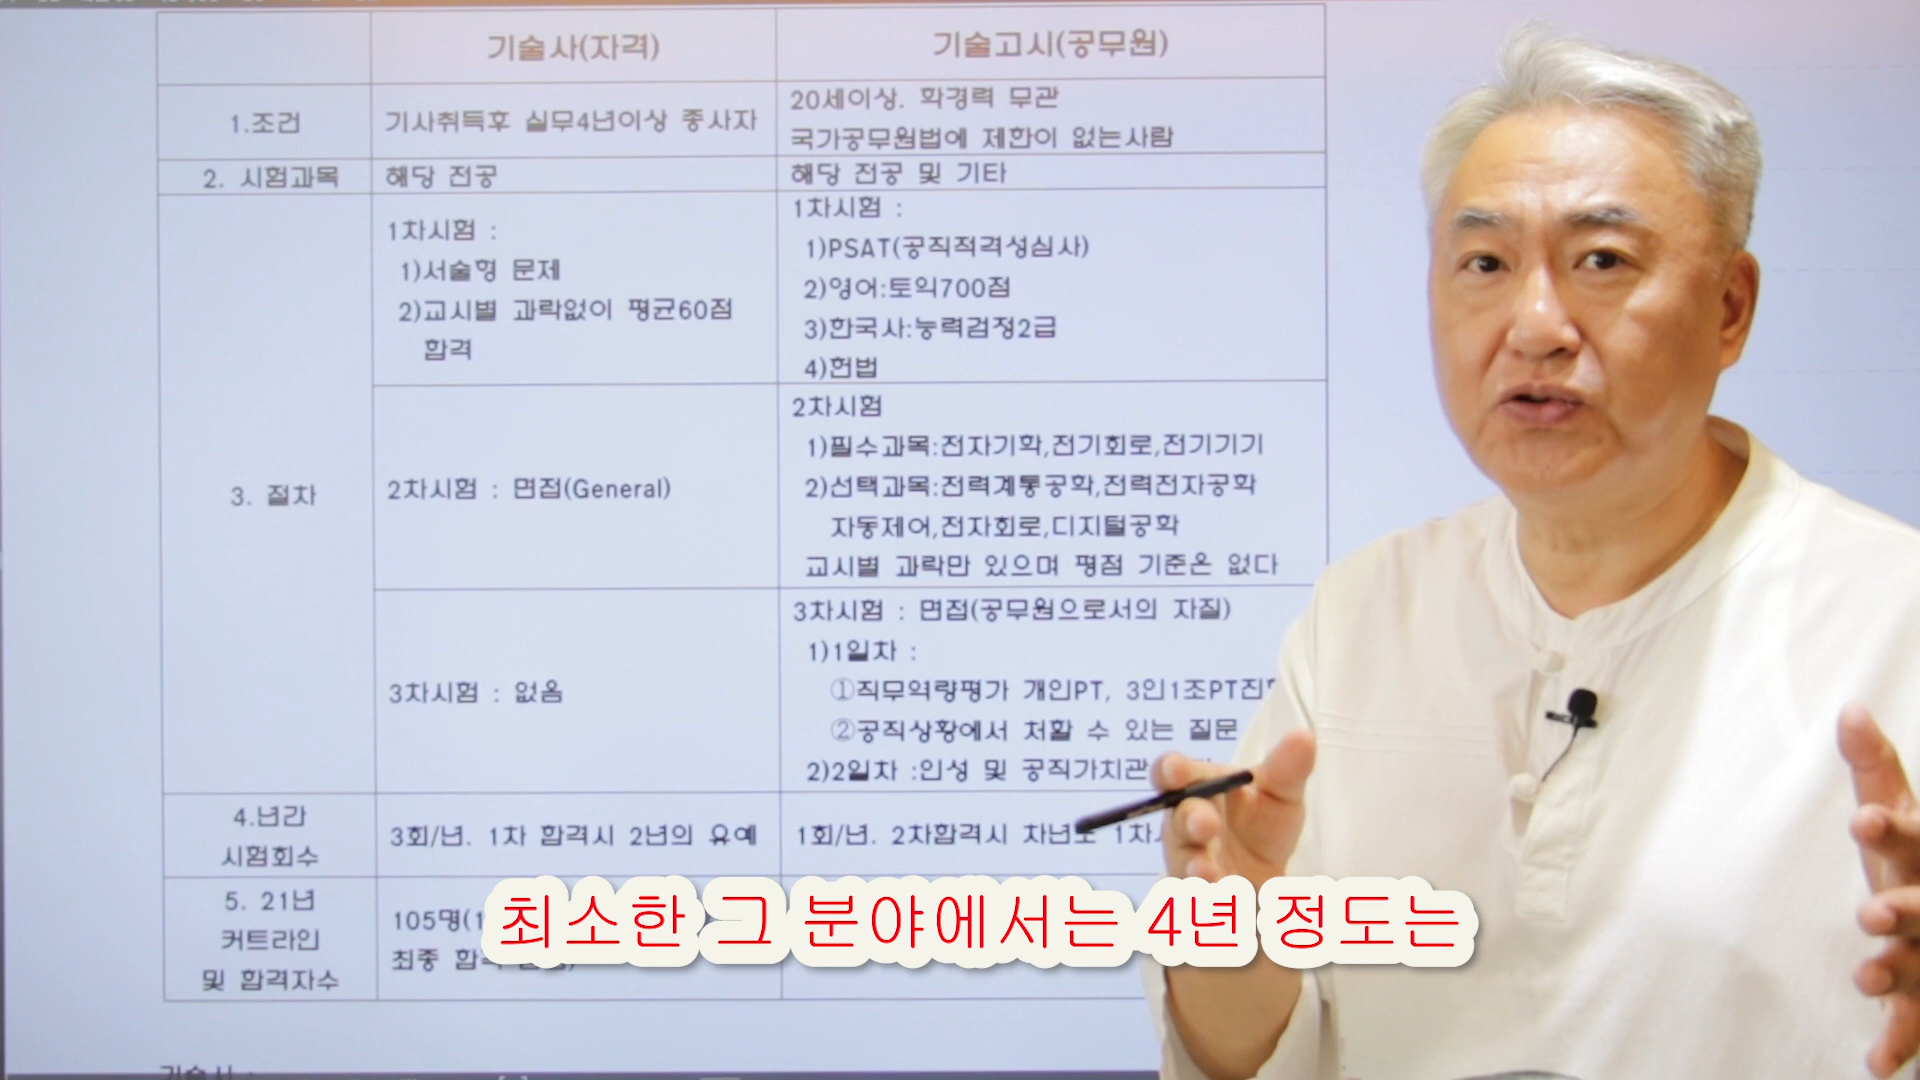 기술사(자격)
기술고시(공무원)
1.조건
기사취득후 실무4년이상 종사자
20세이상. 학경력 무관
국가공무원법에 제한이 없는사람
2. 시험과목
해당 전공
해당 전공 및 기타
3. 절차
1차시험 :
1)서술형 문제
2)교시별 과락없이 평균60점
합격
1차시험 :
1)PSAT(공직적격성심사)
2)영어:토익700점
3)한국사:능력검정2급
4)헌법
2차시험 : 면접(General)
2차시험
1)필수과목:전자기학,전기회로,전기기기
2)선택과목:전력계통공학,전력전자공학
자동제어,전자회로,디지털공학
교시별 과락만 있으며 평점 기준은 없다
3차시험 : 없음
3차시험 : 면접(공무원으로서의 자질)
1)1일차 :
①직무역량평가 개인PT, 3인1조PT진
②공직상황에서 처할 수 있는 질문
2)2일차 :인성 및 공직가치관
4.년간
시험회수
3회/년. 1차 합격시 2년의 유예
1회/년. 2차합격시 차년도 1차
5. 21년
커트라인
및 합격자수
105명(1
최종 합격
최소한 그 분야에서는 4년 정도는
기술사 :